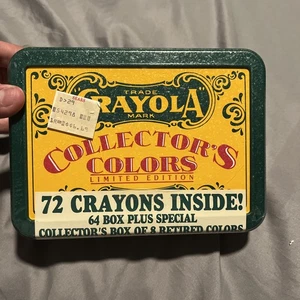 TRADE
CRAYOLA
MARK
COLLECTOR'S
COLORS
LIMITED EDITION
72 CRAYONS INSIDE!
64 BOX PLUS SPECIAL
COLLECTOR'S BOX OF 8 RETIRED COLORS